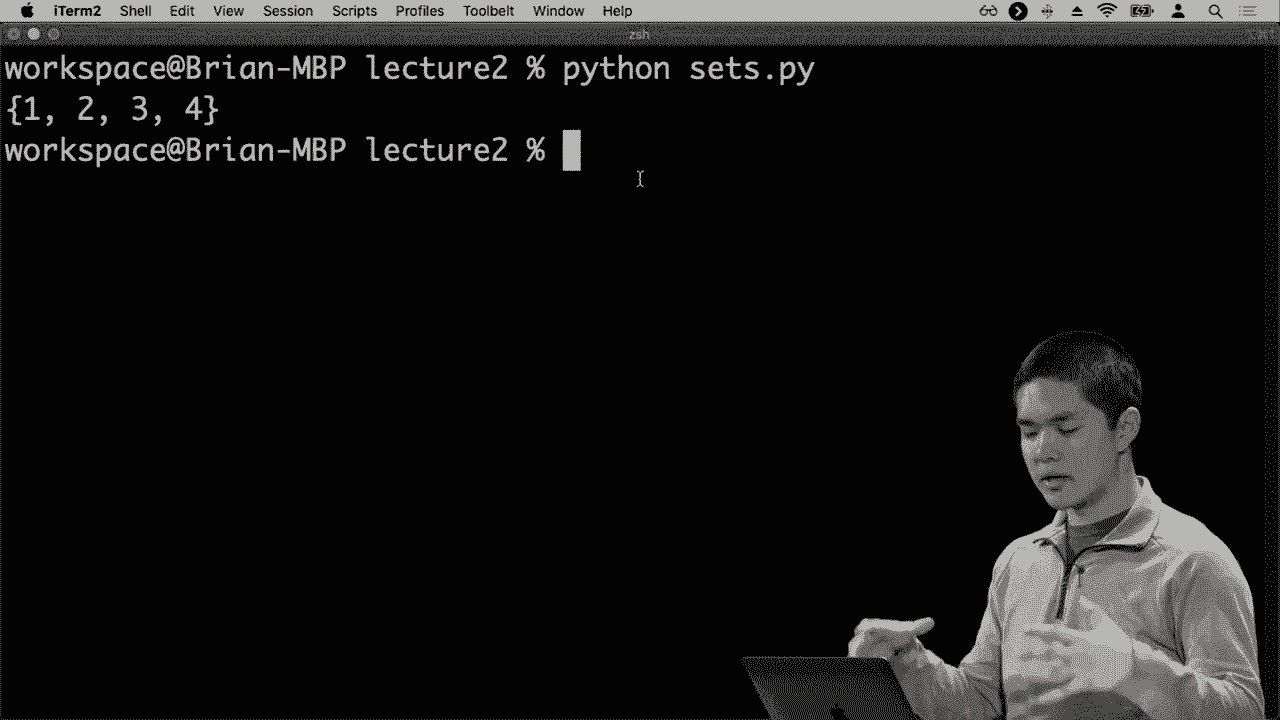 iTerm2 Shell Edit View Session Scripts Profiles Toolbelt Window Help
zsh
workspace@Brian-MBP lecture2 % python sets.py
{1, 2, 3, 4}
workspace@Brian-MBP lecture2 %